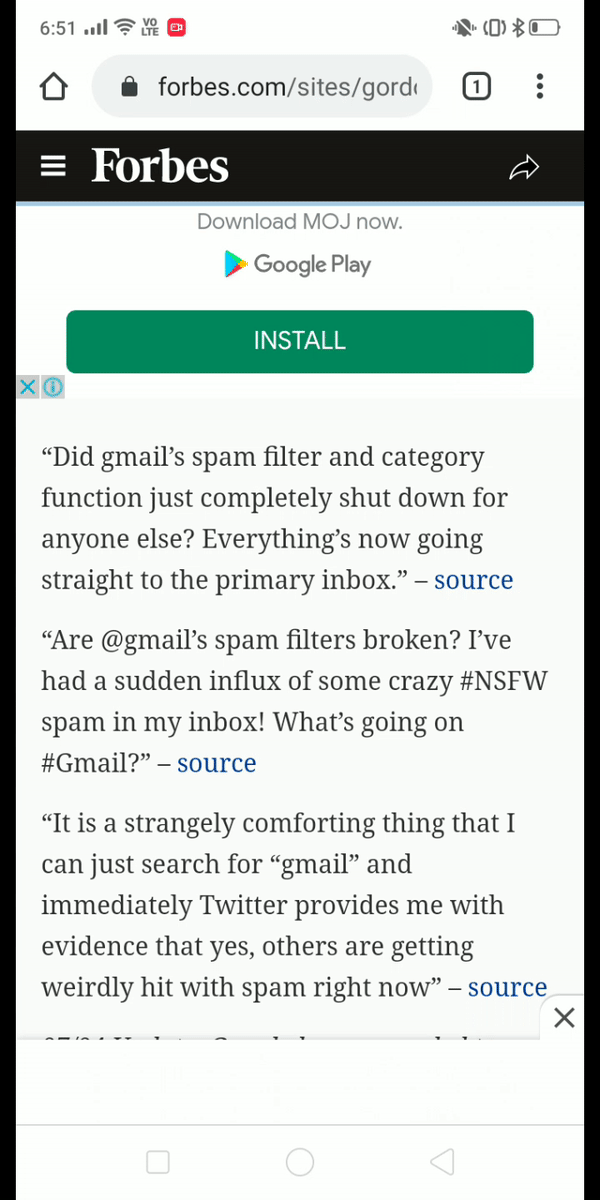 6:51 VO LTE
forbes.com/sites/gord
1
Forbes
Download MOJ now.
Google Play
INSTALL
“Did gmail’s spam filter and category
function just completely shut down for
anyone else? Everything’s now going
straight to the primary inbox.” – source
“Are @gmail’s spam filters broken? I’ve
had a sudden influx of some crazy #NSFW
spam in my inbox! What’s going on
#Gmail?” – source
“It is a strangely comforting thing that I
can just search for “gmail” and
immediately Twitter provides me with
evidence that yes, others are getting
weirdly hit with spam right now” – source